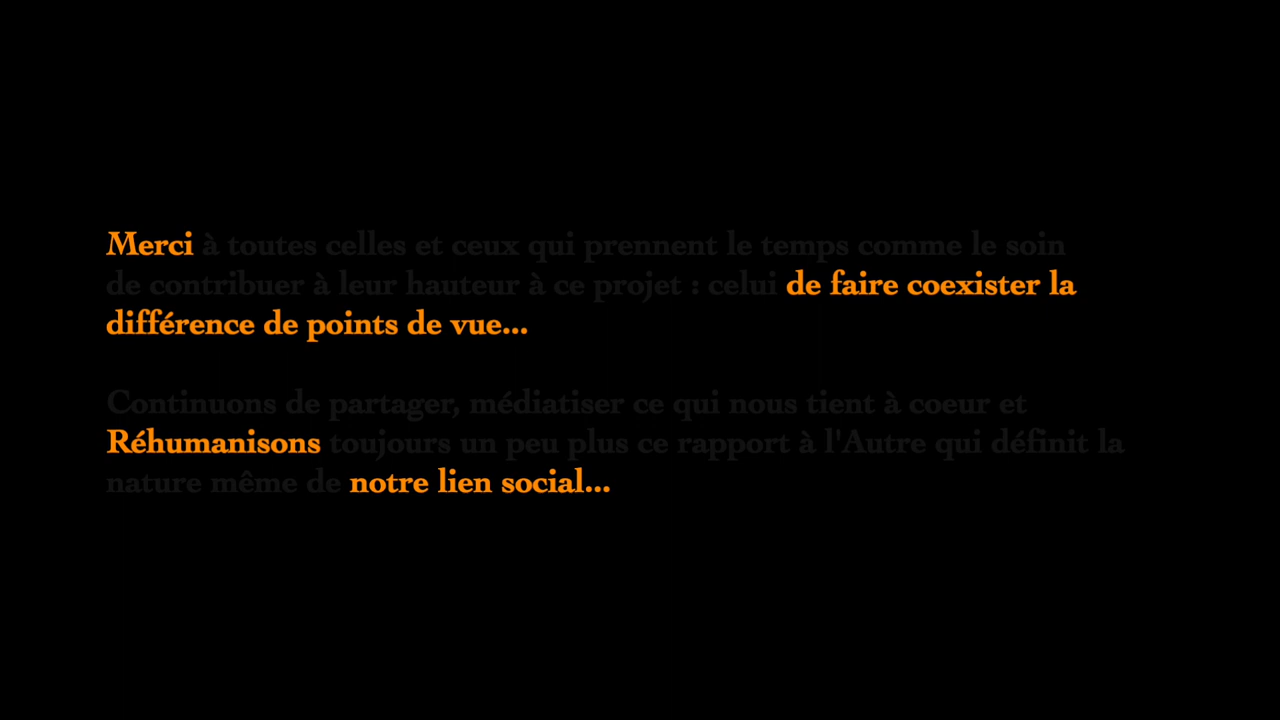 Merci à toutes celles et ceux qui prennent le temps comme le soin
de contribuer à leur hauteur à ce projet : celui de faire coexister la
différence de points de vue...
Continuons de partager, médiatiser ce qui nous tient à coeur et
Réhumanisons toujours un peu plus ce rapport à l'Autre qui définit la
nature même de notre lien social...